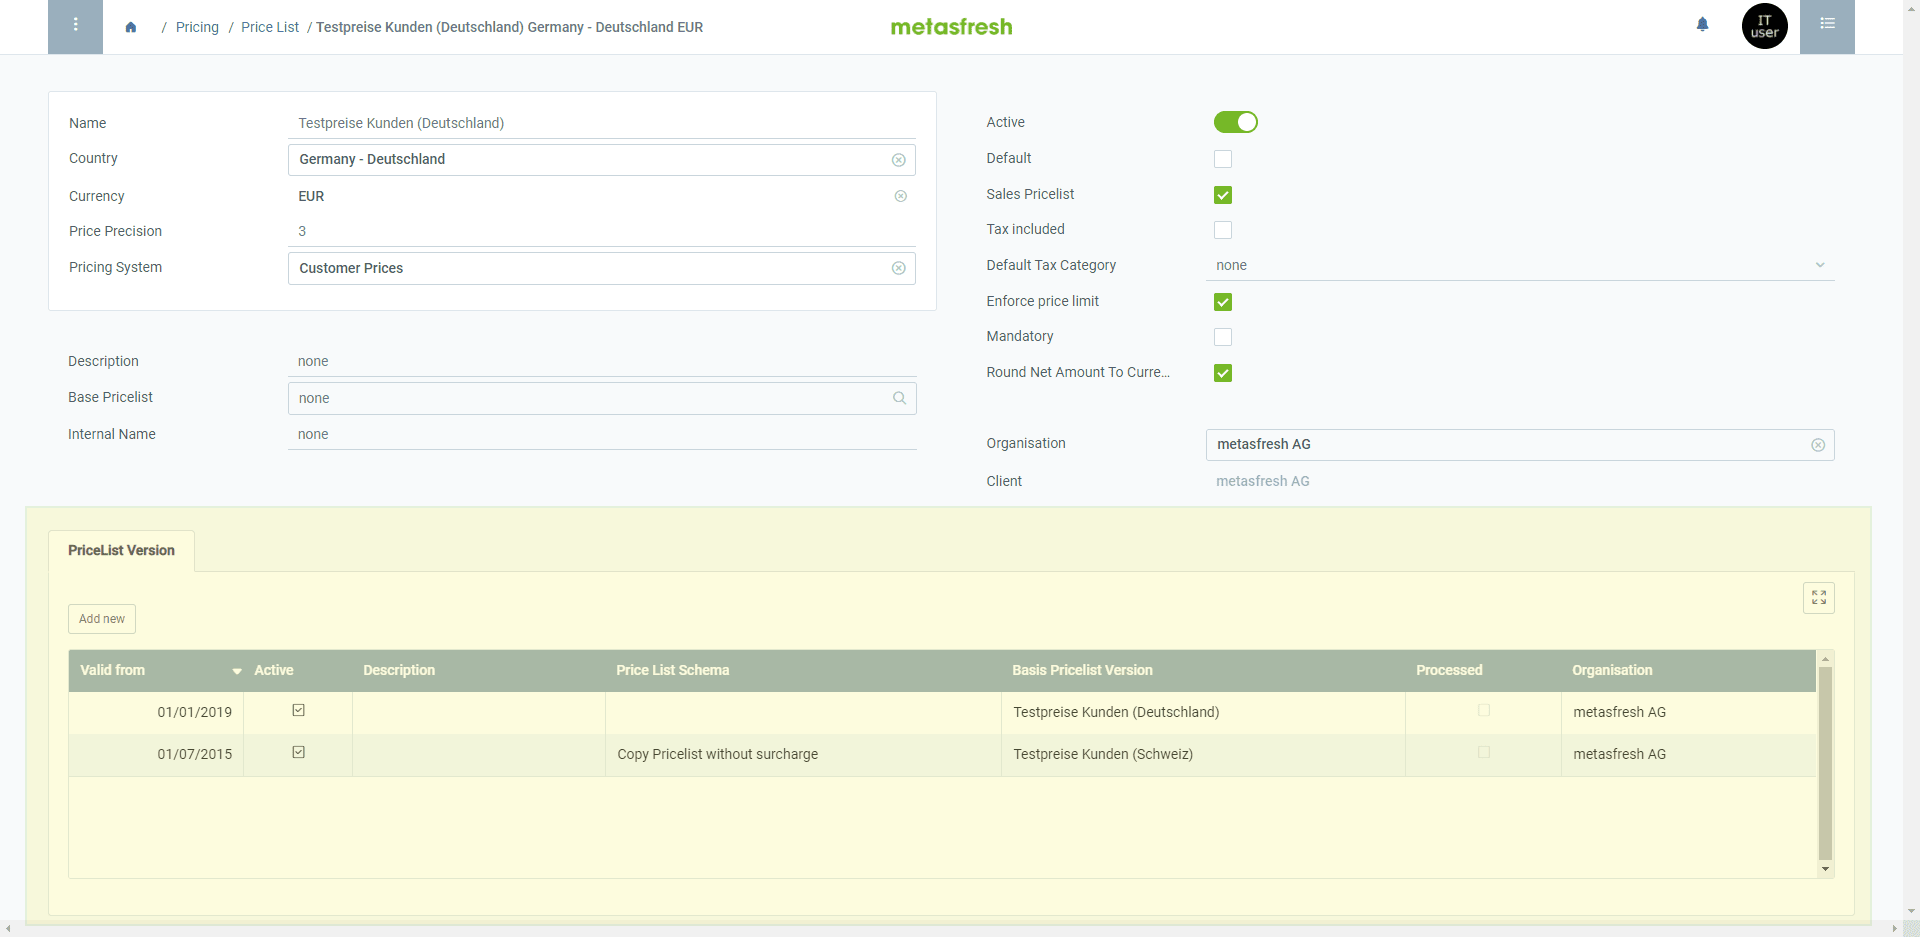 / Pricing / Price List / Testpreise Kunden (Deutschland) Germany - Deutschland EUR
metasfresh
IT
user
Name
Testpreise Kunden (Deutschland)
Country
Germany - Deutschland
Currency
EUR
Price Precision
3
Pricing System
Customer Prices
Description
none
Base Pricelist
none
Internal Name
none
Active
Default
Sales Pricelist
Tax included
Default Tax Category
none
Enforce price limit
Mandatory
Round Net Amount To Curre...
Organisation
metasfresh AG
Client
metasfresh AG
PriceList Version
Add new
Valid from Active Description Price List Schema Basis Pricelist Version Processed Organisation
01/01/2019 Testpreise Kunden (Deutschland) metasfresh AG
01/07/2015 Copy Pricelist without surcharge Testpreise Kunden (Schweiz) metasfresh AG